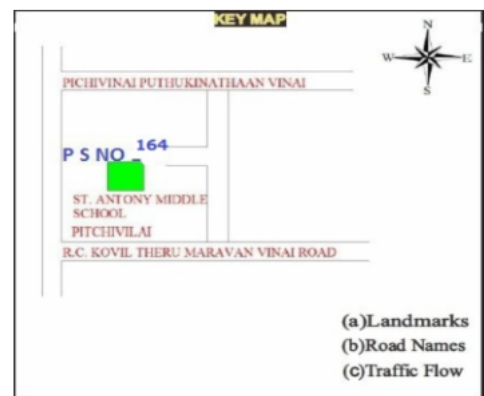 KEY MAP
N
W
E
S
PICHIVINAI PUTHUKINATHAAN VINAI
P S NO _ 164
ST. ANTONY MIDDLE
SCHOOL
PITCHIVILAI
R.C. KOVIL THERU MARAVAN VINAI ROAD
(a)Landmarks
(b)Road Names
(c)Traffic Flow